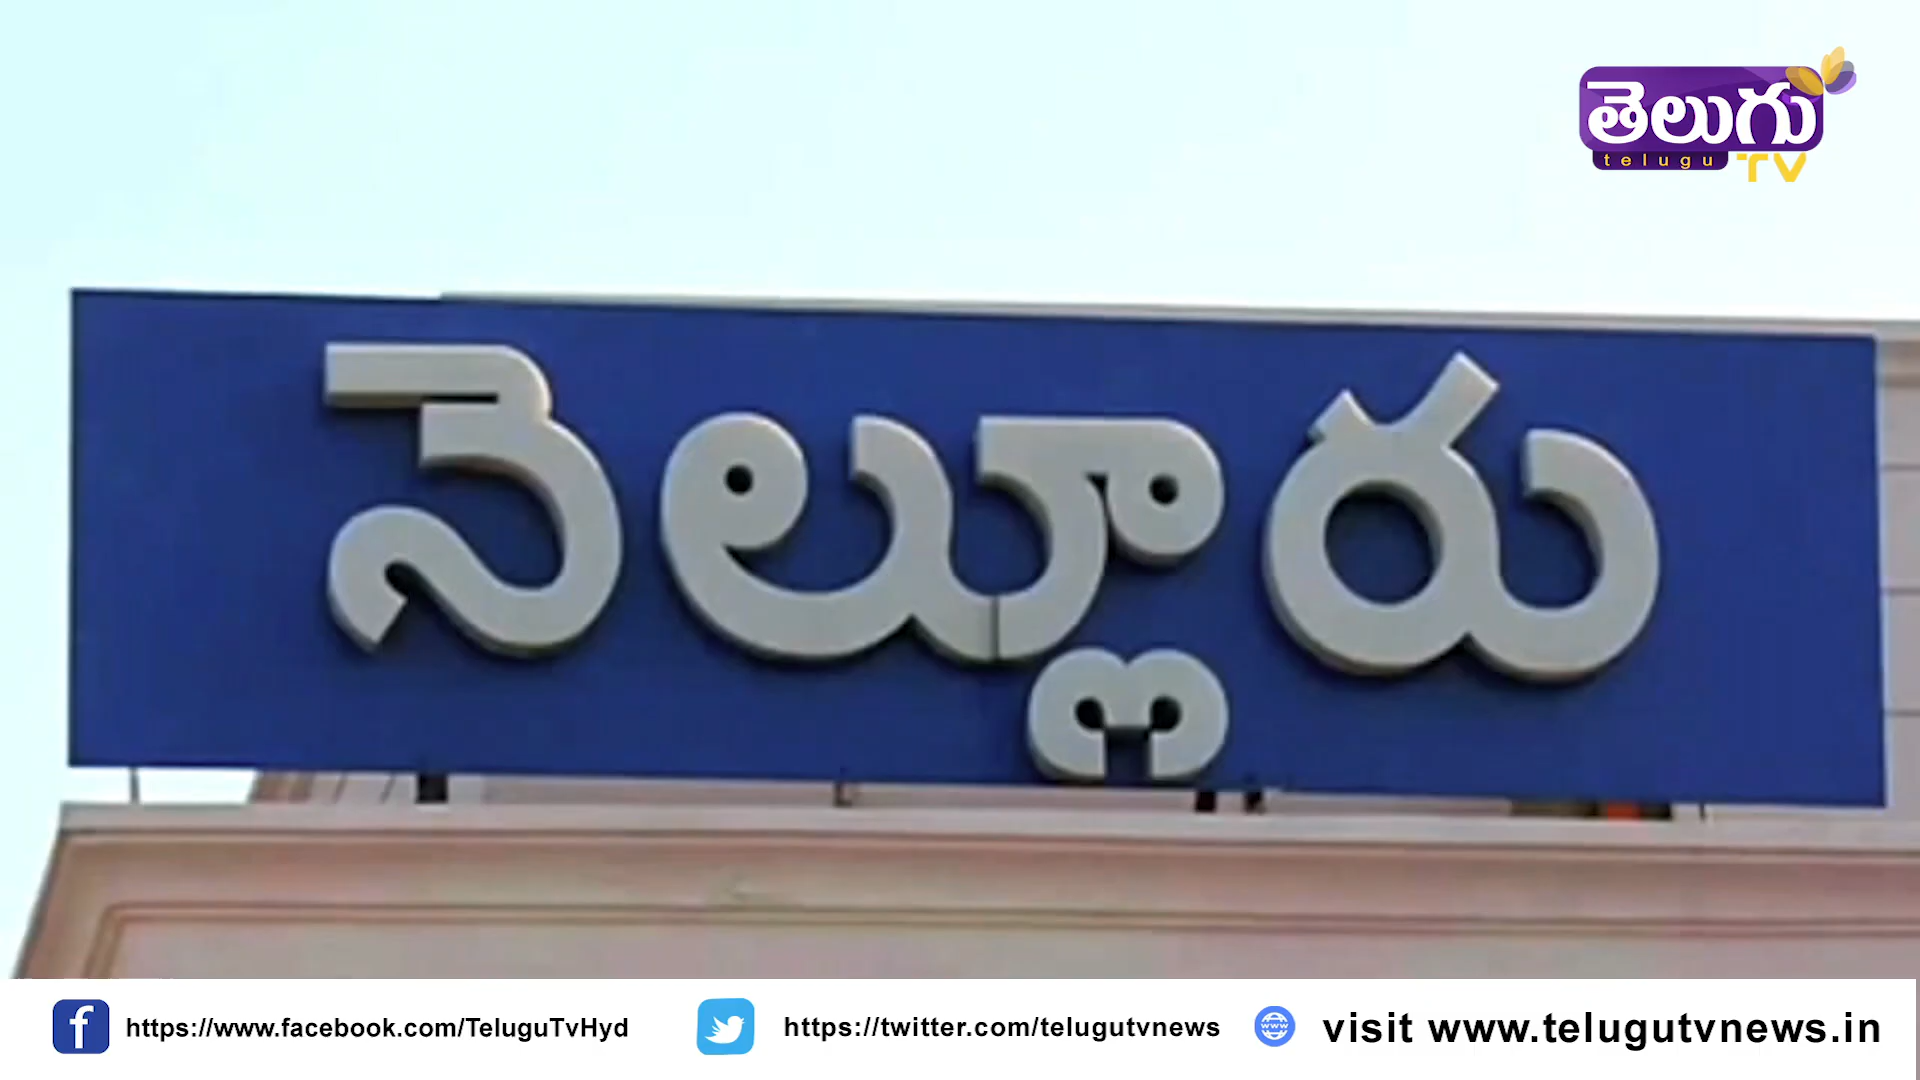 తెలుగు
telugu TV
నెల్లూరు
https://www.facebook.com/TeluguTvHyd
https://twitter.com/telugutvnews
visit www.telugutvnews.in